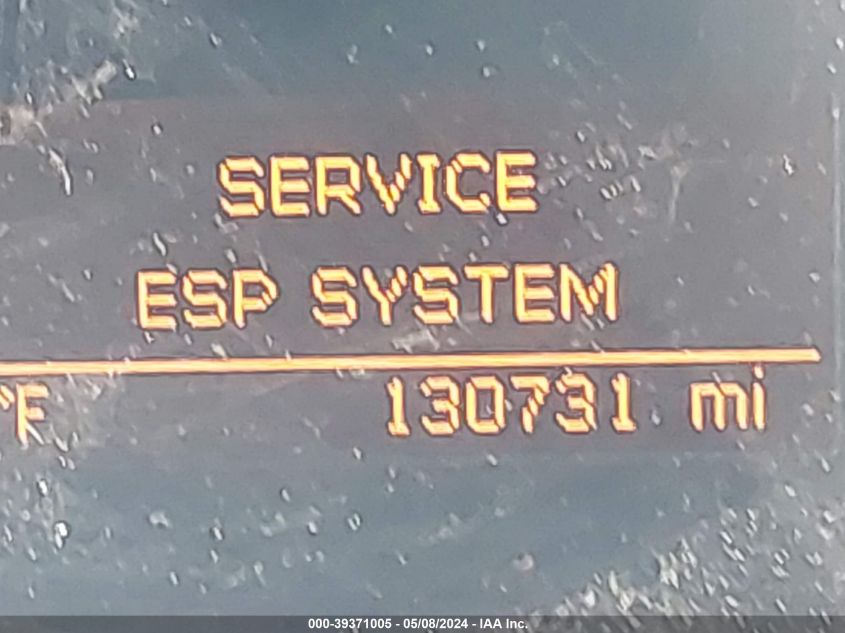 SERVICE
ESP SYSTEM
°F 130731 mi
000-39371005 - 05/08/2024 - IAA Inc.